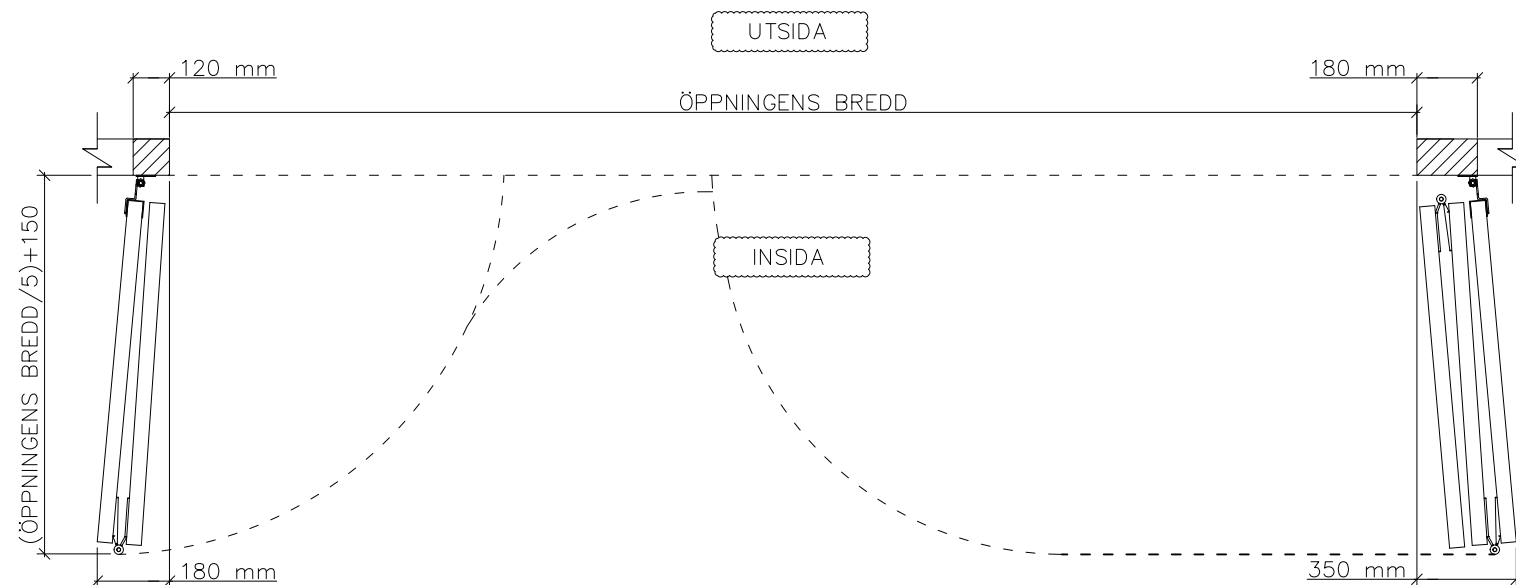 UTSIDA
120 mm
180 mm
ÖPPNINGENS BREDD
INSIDA
(ÖPPNINGENS BREDD/5)+150
180 mm
350 mm